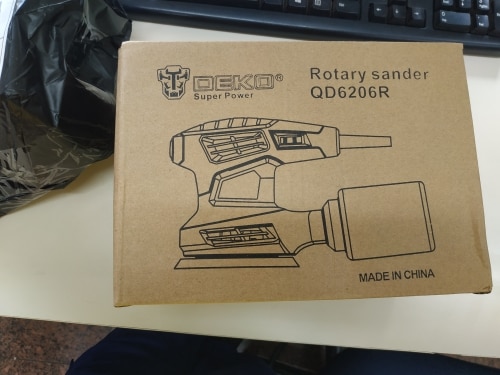 DEKO®
Super Power
Rotary sander
QD6206R
MADE IN CHINA